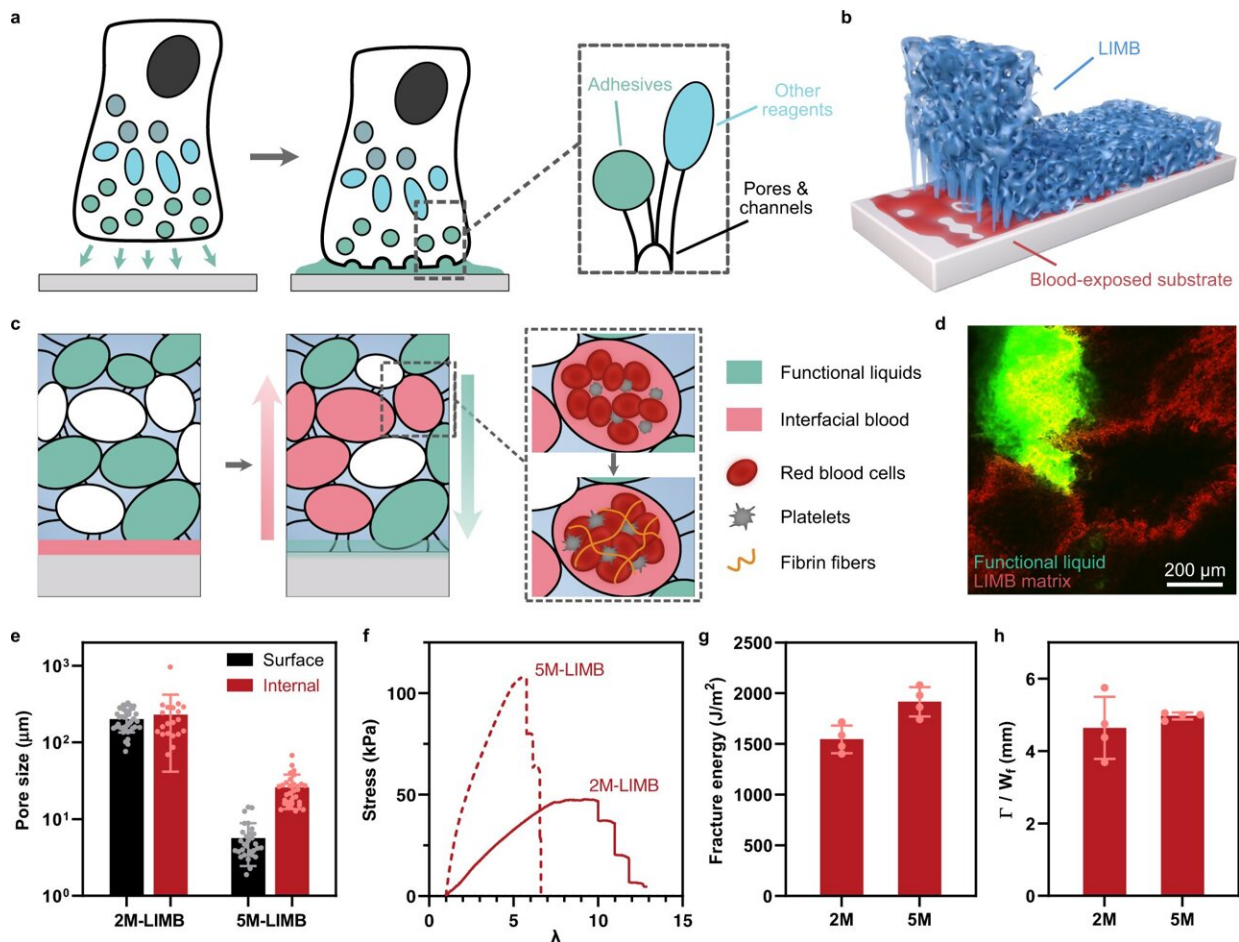 a
Adhesives
Other
reagents
Pores &
channels
b
LIMB
Blood-exposed substrate
c
Functional liquids
Interfacial blood
Red blood cells
Platelets
Fibrin fibers
d
Functional liquid
LIMB matrix
200 µm
e
Pore size (µm)
10³
10²
10¹
10⁰
Surface
Internal
2M-LIMB
5M-LIMB
f
Stress (kPa)
100
50
0
5M-LIMB
2M-LIMB
0
5
10
15
λ
g
Fracture energy (J/m²)
2500
2000
1500
1000
500
0
2M
5M
h
Γ / Wf (mm)
6
4
2
0
2M
5M